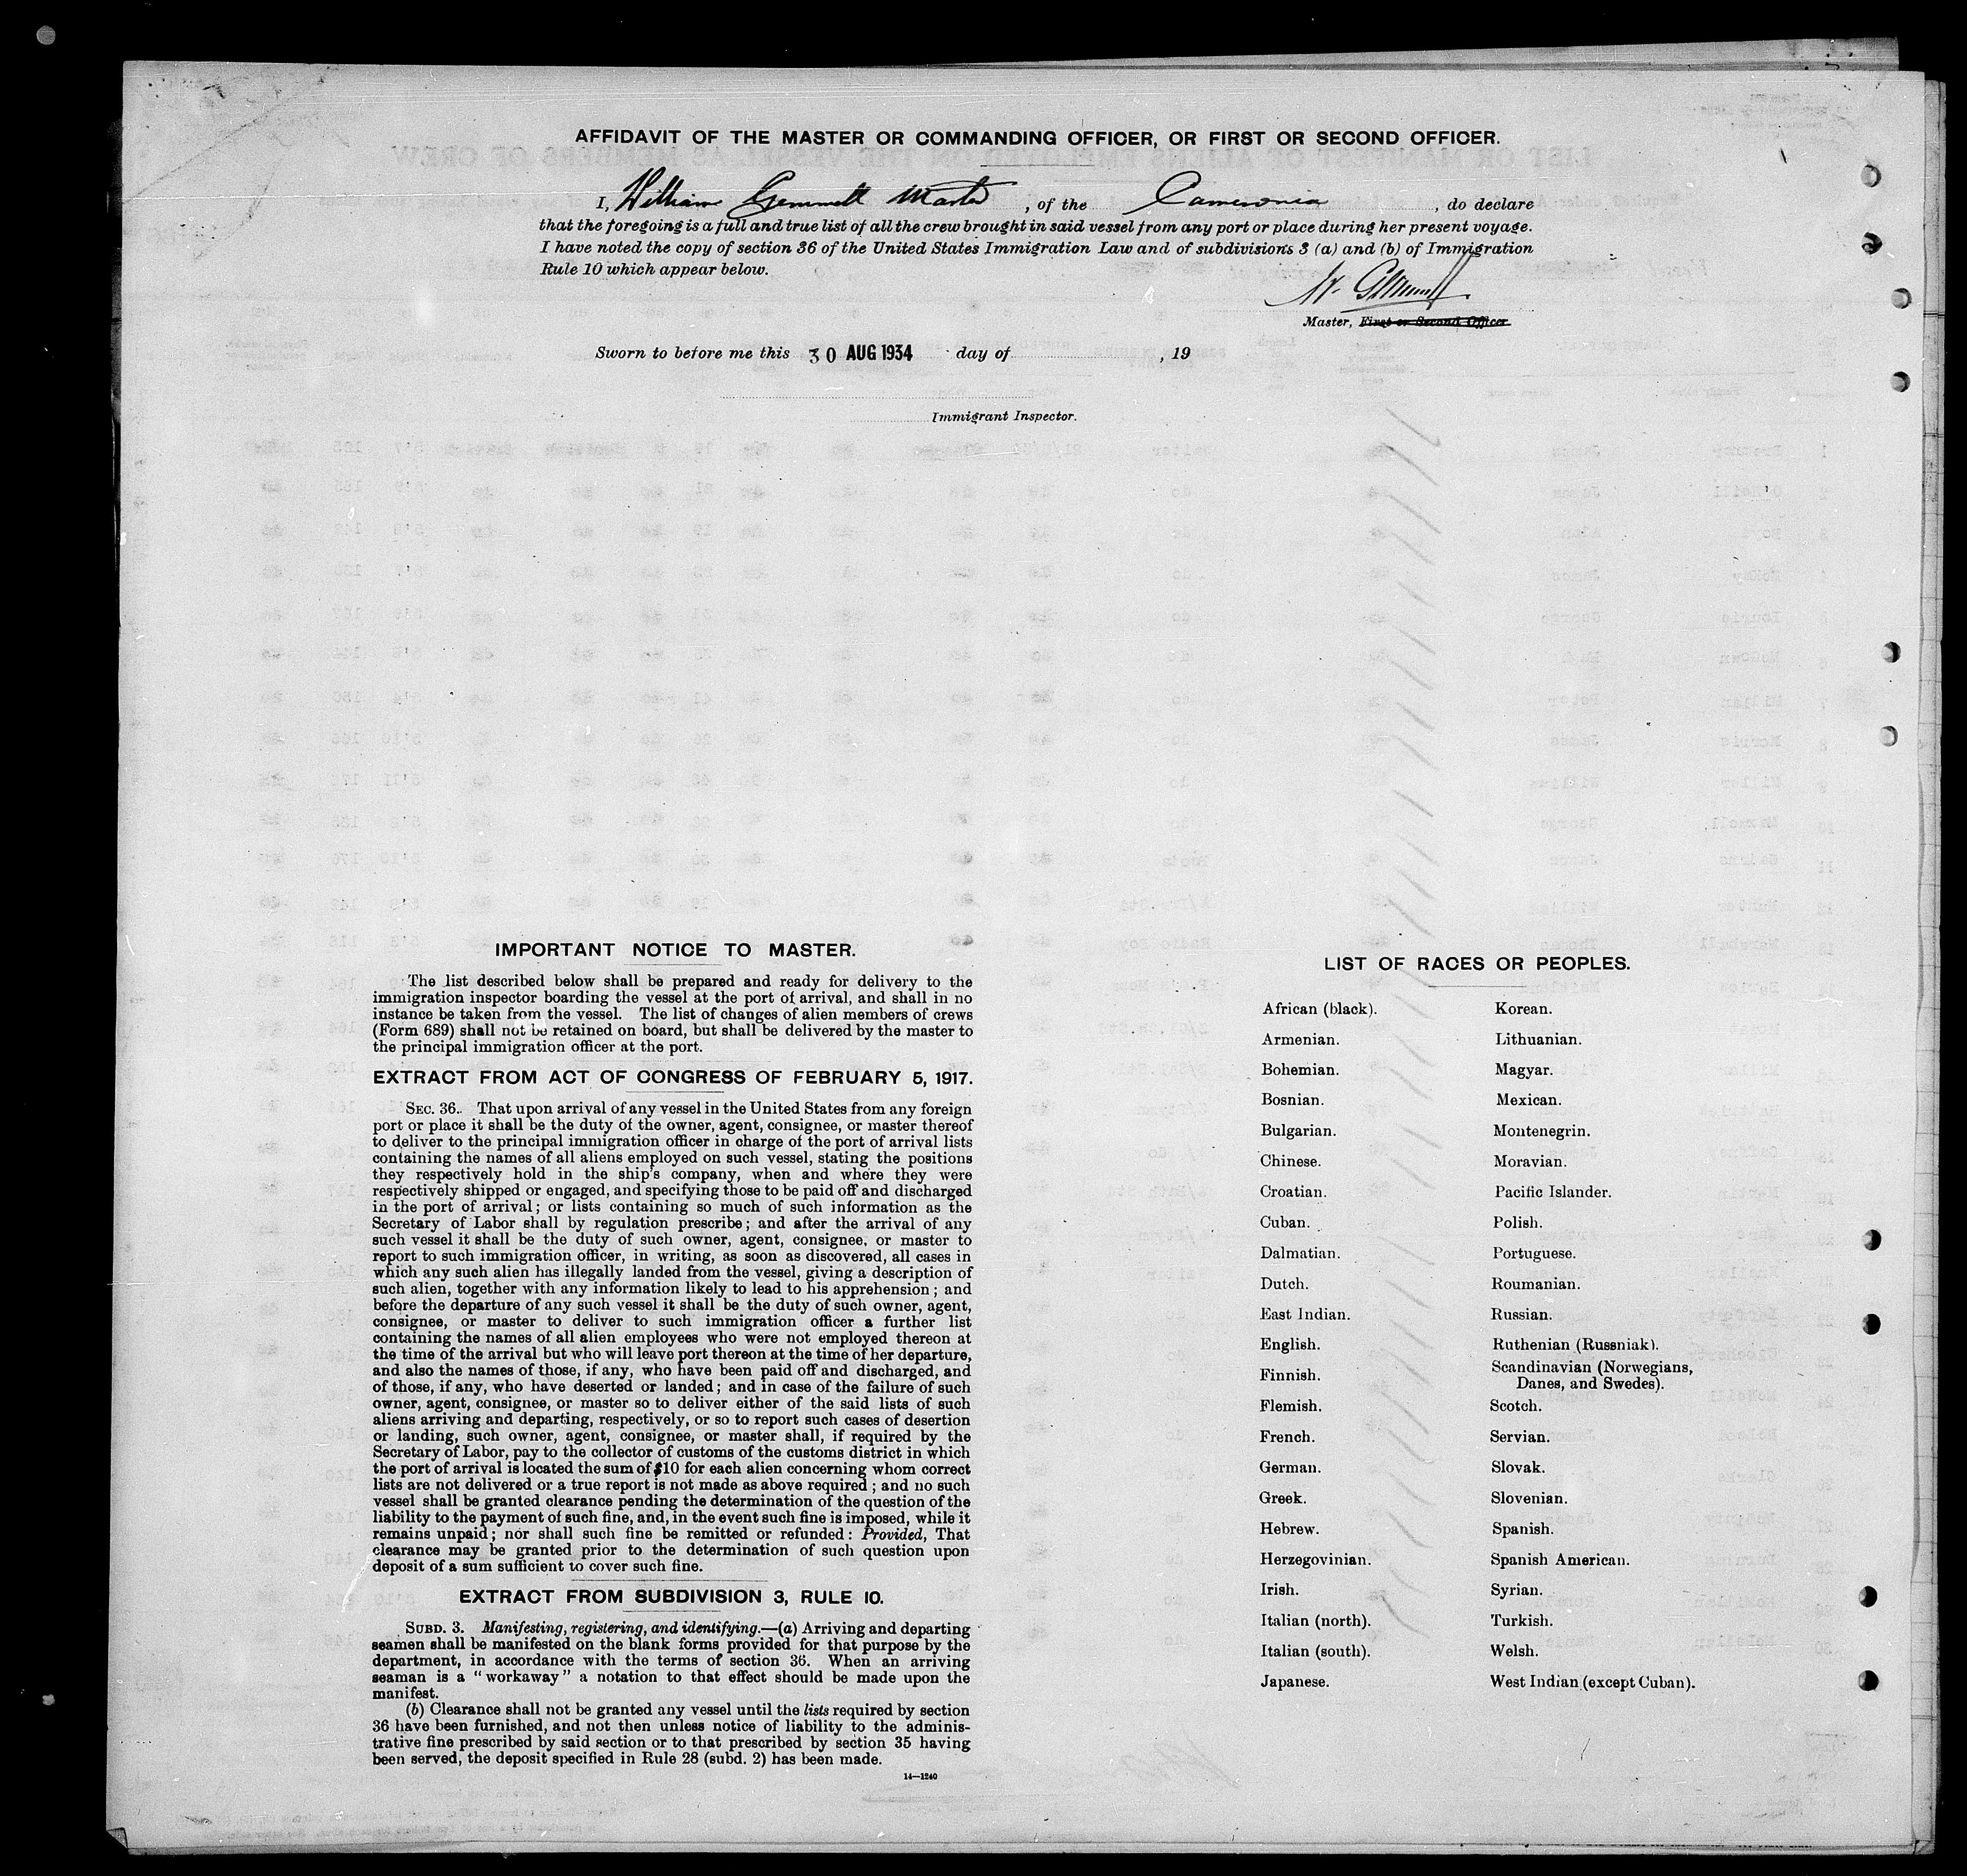 AFFIDAVIT OF THE MASTER OR COMMANDING OFFICER, OR FIRST OR SECOND OFFICER.
I, William Gemmell Master, of the Cameronia, do declare
that the foregoing is a full and true list of all the crew brought in said vessel from any port or place during her present voyage.
I have noted the copy of section 36 of the United States Immigration Law and of subdivisions 3 (a) and (b) of Immigration
Rule 10 which appear below.
W. Gemmell
Master, First or Second Officer
Sworn to before me this 30 AUG 1934 day of , 19
Immigrant Inspector.
IMPORTANT NOTICE TO MASTER.
The list described below shall be prepared and ready for delivery to the
immigration inspector boarding the vessel at the port of arrival, and shall in no
instance be taken from the vessel. The list of changes of alien members of crews
(Form 689) shall not be retained on board, but shall be delivered by the master to
the principal immigration officer at the port.
EXTRACT FROM ACT OF CONGRESS OF FEBRUARY 5, 1917.
SEC. 36. That upon arrival of any vessel in the United States from any foreign
port or place it shall be the duty of the owner, agent, consignee, or master thereof
to deliver to the principal immigration officer in charge of the port of arrival lists
containing the names of all aliens employed on such vessel, stating the positions
they respectively hold in the ship's company, when and where they were
respectively shipped or engaged, and specifying those to be paid off and discharged
in the port of arrival; or lists containing so much of such information as the
Secretary of Labor shall by regulation prescribe; and after the arrival of any
such vessel it shall be the duty of such owner, agent, consignee, or master to
report to such immigration officer, in writing, as soon as discovered, all cases in
which any such alien has illegally landed from the vessel, giving a description of
such alien, together with any information likely to lead to his apprehension; and
before the departure of any such vessel it shall be the duty of such owner, agent,
consignee, or master to deliver to such immigration officer a further list
containing the names of all alien employees who were not employed thereon at
the time of the arrival but who will leave port thereon at the time of her departure,
and also the names of those, if any, who have been paid off and discharged, and
of those, if any, who have deserted or landed; and in case of the failure of such
owner, agent, consignee, or master so to deliver either of the said lists of such
aliens arriving and departing, respectively, or so to report such cases of desertion
or landing, such owner, agent, consignee, or master shall, if required by the
Secretary of Labor, pay to the collector of customs of the customs district in which
the port of arrival is located the sum of $10 for each alien concerning whom correct
lists are not delivered or a true report is not made as above required; and no such
vessel shall be granted clearance pending the determination of the question of the
liability to the payment of such fine, and, in the event such fine is imposed, while it
remains unpaid; nor shall such fine be remitted or refunded: Provided, That
clearance may be granted prior to the determination of such question upon
deposit of a sum sufficient to cover such fine.
EXTRACT FROM SUBDIVISION 3, RULE 10.
SUBD. 3. Manifesting, registering, and identifying.—(a) Arriving and departing
seamen shall be manifested on the blank forms provided for that purpose by the
department, in accordance with the terms of section 36. When an arriving
seaman is a "workaway" a notation to that effect should be made upon the
manifest.
(b) Clearance shall not be granted any vessel until the lists required by section
36 have been furnished, and not then unless notice of liability to the adminis-
trative fine prescribed by said section or to that prescribed by section 35 having
been served, the deposit specified in Rule 28 (subd. 2) has been made.
14—1240
LIST OF RACES OR PEOPLES.
African (black).
Armenian.
Bohemian.
Bosnian.
Bulgarian.
Chinese.
Croatian.
Cuban.
Dalmatian.
Dutch.
East Indian.
English.
Finnish.
Flemish.
French.
German.
Greek.
Hebrew.
Herzegovinian.
Irish.
Italian (north).
Italian (south).
Japanese.
Korean.
Lithuanian.
Magyar.
Mexican.
Montenegrin.
Moravian.
Pacific Islander.
Polish.
Portuguese.
Roumanian.
Russian.
Ruthenian (Russniak).
Scandinavian (Norwegians,
Danes, and Swedes).
Scotch.
Servian.
Slovak.
Slovenian.
Spanish.
Spanish American.
Syrian.
Turkish.
Welsh.
West Indian (except Cuban).